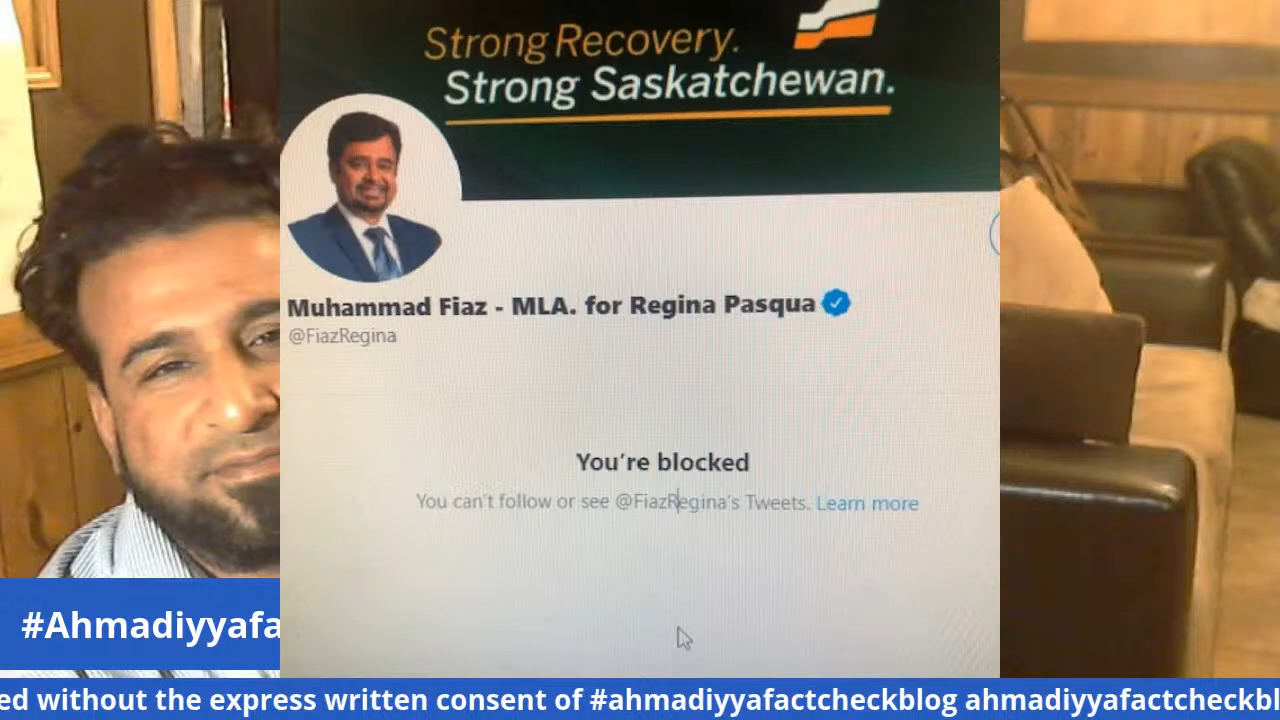 Strong Recovery.
Strong Saskatchewan.
Muhammad Fiaz - MLA. for Regina Pasqua
@FiazRegina
You're blocked
You can't follow or see @FiazRegina's Tweets. Learn more
#Ahmadiyyafa
ed without the express written consent of #ahmadiyyafactcheckblog ahmadiyyafactcheckbl